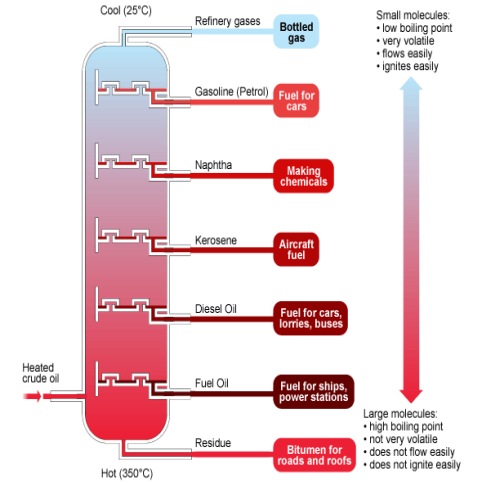 Cool (25°C)
Refinery gases
Bottled
gas
Small molecules:
• low boiling point
• very volatile
• flows easily
• ignites easily
Gasoline (Petrol)
Fuel for
cars
Naphtha
Making
chemicals
Kerosene
Aircraft
fuel
Diesel Oil
Fuel for cars,
lorries, buses
Heated
crude oil
Fuel Oil
Fuel for ships,
power stations
Residue
Bitumen for
roads and roofs
Hot (350°C)
Large molecules:
• high boiling point
• not very volatile
• does not flow easily
• does not ignite easily